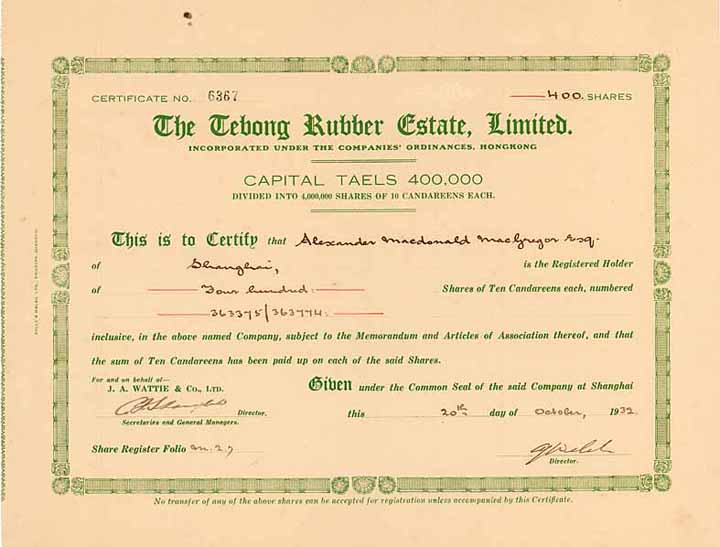 CERTIFICATE NO. 6367 400. SHARES
The Tebong Rubber Estate, Limited.
INCORPORATED UNDER THE COMPANIES' ORDINANCES, HONGKONG
CAPITAL TAELS 400,000
DIVIDED INTO 4,000,000 SHARES OF 10 CANDAREENS EACH.
This is to Certify that Alexander Macdonald MacGregor Esq.
of Shanghai, is the Registered Holder
of Four hundred. Shares of Ten Candareens each, numbered
363375/363774.
inclusive, in the above named Company, subject to the Memorandum and Articles of Association thereof, and that
the sum of Ten Candareens has been paid up on each of the said Shares.
For and on behalf of
J. A. WATTIE & CO., LTD.
Director.
Secretaries and General Managers.
Given under the Common Seal of the said Company at Shanghai
this 20th day of October, 1932.
Share Register Folio 27
Director.
No transfer of any of the above shares can be accepted for registration unless accompanied by this Certificate.